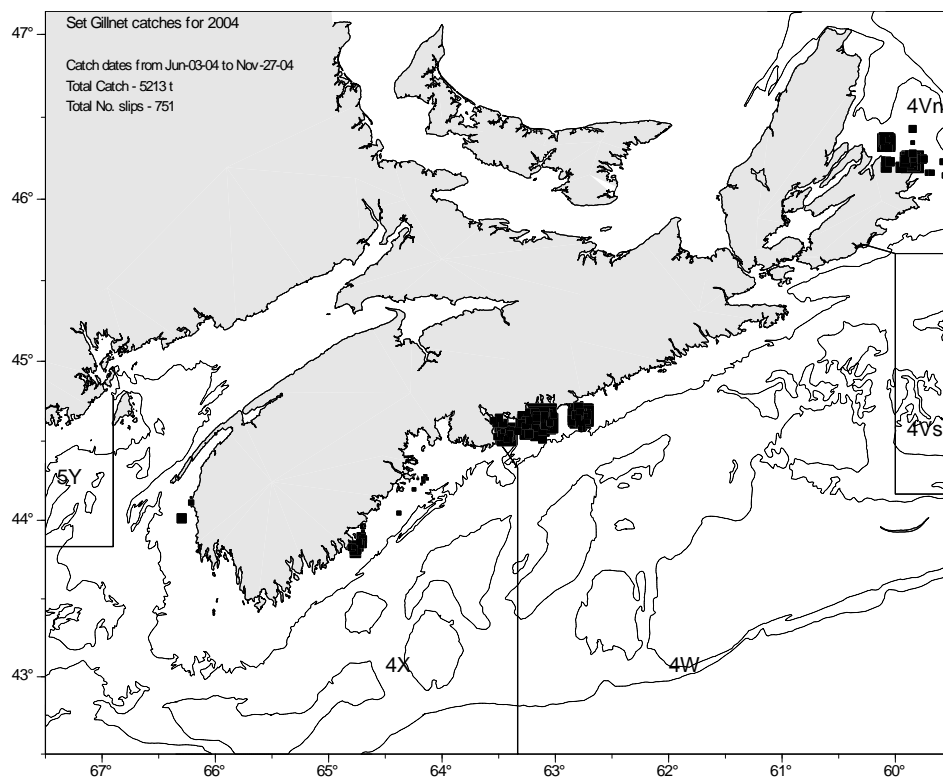 Set Gillnet catches for 2004
Catch dates from Jun-03-04 to Nov-27-04
Total Catch - 5213 t
Total No. slips - 751
47°
4Vn
46°
45°
4Vs
5Y
44°
4X
4W
43°
67°
66°
65°
64°
63°
62°
61°
60°